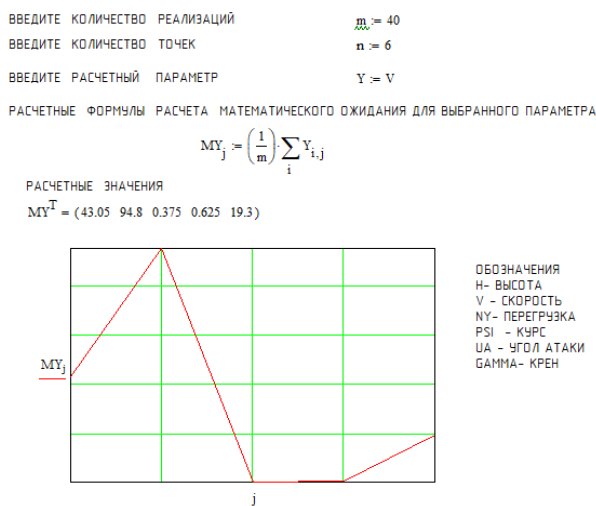 ВВЕДИТЕ КОЛИЧЕСТВО РЕАЛИЗАЦИЙ m := 40
ВВЕДИТЕ КОЛИЧЕСТВО ТОЧЕК n := 6
ВВЕДИТЕ РАСЧЕТНЫЙ ПАРАМЕТР Y := V
РАСЧЕТНЫЕ ФОРМУЛЫ РАСЧЕТА МАТЕМАТИЧЕСКОГО ОЖИДАНИЯ ДЛЯ ВЫБРАННОГО ПАРАМЕТРА
MY_j := (1/m) · ∑_i Y_i,j
РАСЧЕТНЫЕ ЗНАЧЕНИЯ
MY^T = (43.05 94.8 0.375 0.625 19.3)
MY_j
j
ОБОЗНАЧЕНИЯ
H- ВЫСОТА
V - СКОРОСТЬ
NY- ПЕРЕГРУЗКА
PSI - КУРС
UA - УГОЛ АТАКИ
GAMMA- КРЕН